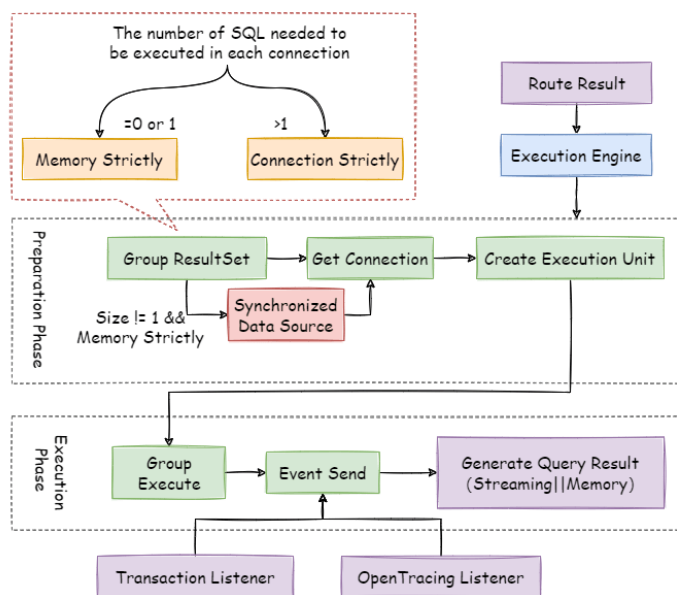 The number of SQL needed to
be executed in each connection
=0 or 1
>1
Memory Strictly
Connection Strictly
Route Result
Execution Engine
Preparation Phase
Group ResultSet
Get Connection
Create Execution Unit
Size != 1 &&
Memory Strictly
Synchronized
Data Source
Execution
Phase
Group
Execute
Event Send
Generate Query Result
(Streaming||Memory)
Transaction Listener
OpenTracing Listener